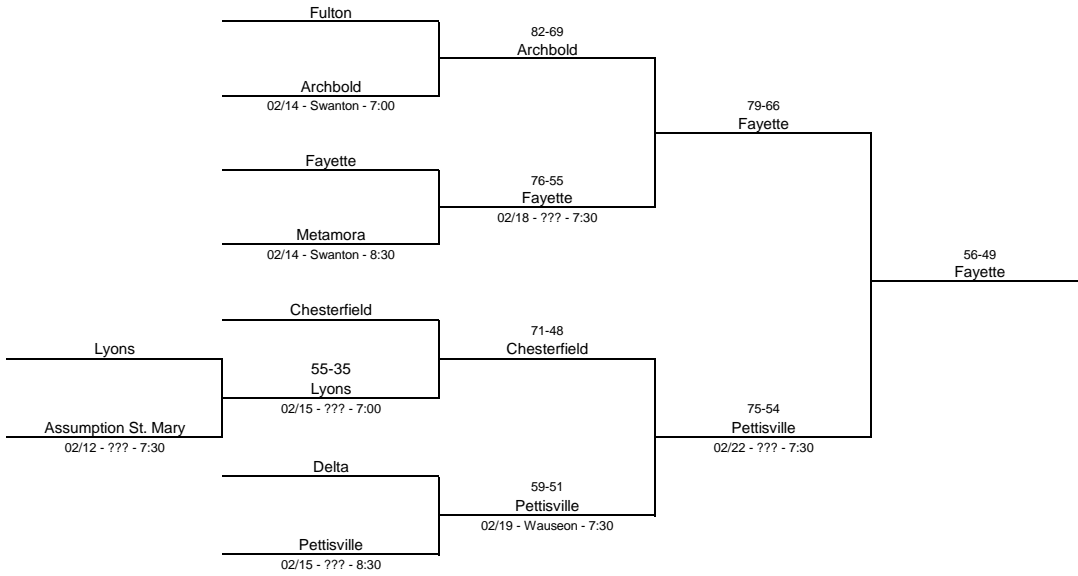 Fulton
82-69
Archbold
Archbold
02/14 - Swanton - 7:00
79-66
Fayette
Fayette
76-55
Fayette
02/18 - ??? - 7:30
Metamora
02/14 - Swanton - 8:30
56-49
Fayette
Chesterfield
71-48
Chesterfield
Lyons
55-35
Lyons
02/15 - ??? - 7:00
Assumption St. Mary
02/12 - ??? - 7:30
75-54
Pettisville
02/22 - ??? - 7:30
Delta
59-51
Pettisville
02/19 - Wauseon - 7:30
Pettisville
02/15 - ??? - 8:30